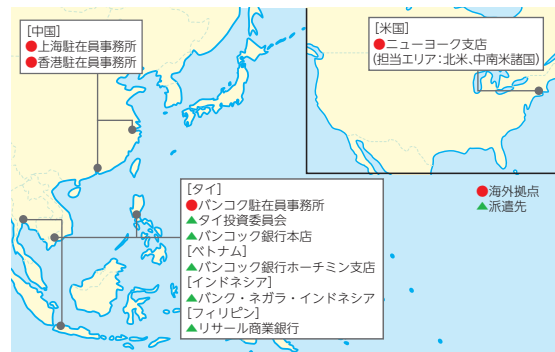 [中国]
●上海駐在員事務所
●香港駐在員事務所
[米国]
●ニューヨーク支店
(担当エリア：北米、中南米諸国)
[タイ]
●バンコク駐在員事務所
▲タイ投資委員会
▲バンコック銀行本店
[ベトナム]
▲バンコック銀行ホーチミン支店
[インドネシア]
▲バンク・ネガラ・インドネシア
[フィリピン]
▲リサール商業銀行
●海外拠点
▲派遣先